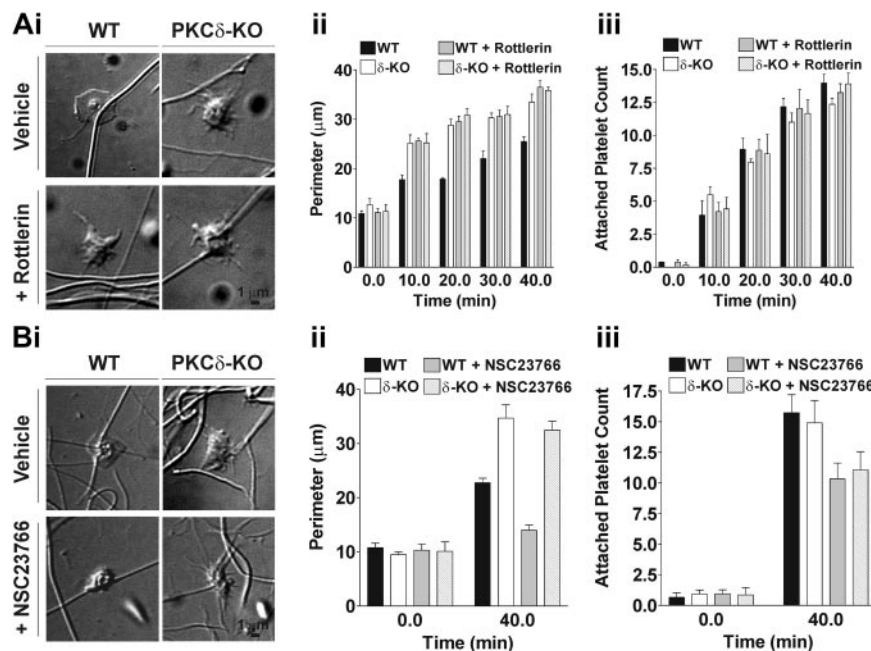 Ai
WT PKCδ-KO
Vehicle
+ Rottlerin
1 μm
ii
WT WT + Rottlerin
δ-KO δ-KO + Rottlerin
Perimeter (μm)
40
30
20
10
0
0.0 10.0 20.0 30.0 40.0
Time (min)
iii
WT WT + Rottlerin
δ-KO δ-KO + Rottlerin
Attached Platelet Count
15.0
12.5
10.0
7.5
5.0
2.5
0.0
0.0 10.0 20.0 30.0 40.0
Time (min)
Bi
WT PKCδ-KO
Vehicle
+ NSC23766
1 μm
ii
WT WT + NSC23766
δ-KO δ-KO + NSC23766
Perimeter (μm)
40
30
20
10
0
0.0 40.0
Time (min)
iii
WT WT + NSC23766
δ-KO δ-KO + NSC23766
Attached Platelet Count
17.5
15.0
12.5
10.0
7.5
5.0
2.5
0.0
0.0 40.0
Time (min)